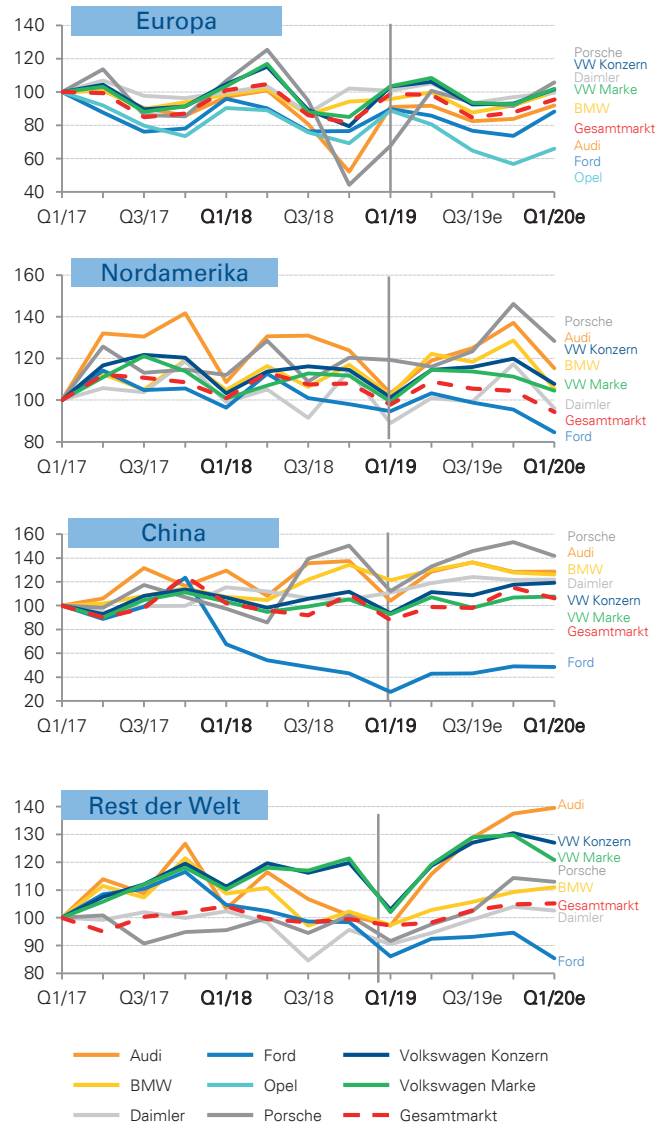 Europa
140
120
100
80
60
40
Q1/17 Q3/17 Q1/18 Q3/18 Q1/19 Q3/19e Q1/20e
Porsche
VW Konzern
Daimler
VW Marke
BMW
Gesamtmarkt
Audi
Ford
Opel
Nordamerika
160
140
120
100
80
Q1/17 Q3/17 Q1/18 Q3/18 Q1/19 Q3/19e Q1/20e
Porsche
Audi
VW Konzern
BMW
VW Marke
Daimler
Gesamtmarkt
Ford
China
160
140
120
100
80
60
40
20
Q1/17 Q3/17 Q1/18 Q3/18 Q1/19 Q3/19e Q1/20e
Porsche
Audi
BMW
Daimler
VW Konzern
VW Marke
Gesamtmarkt
Ford
Rest der Welt
140
130
120
110
100
90
80
Q1/17 Q3/17 Q1/18 Q3/18 Q1/19 Q3/19e Q1/20e
Audi
VW Konzern
VW Marke
Porsche
BMW
Gesamtmarkt
Daimler
Ford
Audi Ford Volkswagen Konzern
BMW Opel Volkswagen Marke
Daimler Porsche Gesamtmarkt